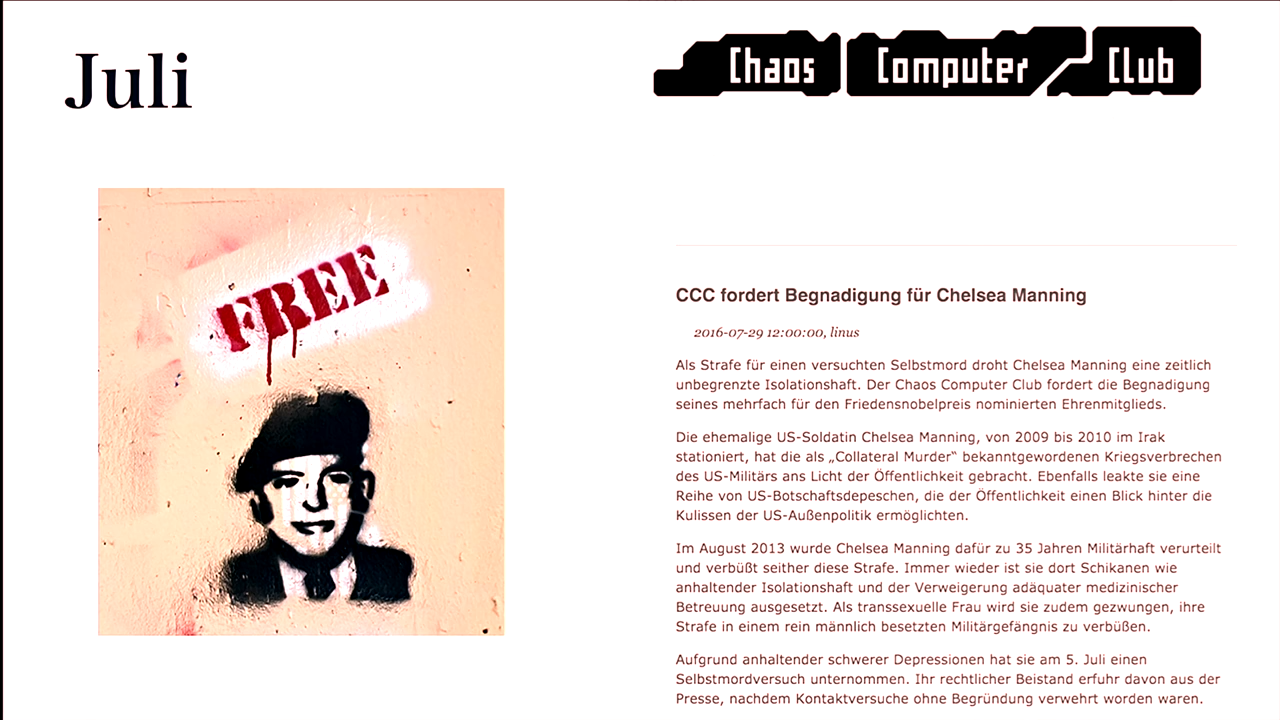 Juli
Chaos Computer Club
FREE
CCC fordert Begnadigung für Chelsea Manning
2016-07-29 12:00:00, linus
Als Strafe für einen versuchten Selbstmord droht Chelsea Manning eine zeitlich
unbegrenzte Isolationshaft. Der Chaos Computer Club fordert die Begnadigung
seines mehrfach für den Friedensnobelpreis nominierten Ehrenmitglieds.
Die ehemalige US-Soldatin Chelsea Manning, von 2009 bis 2010 im Irak
stationiert, hat die als „Collateral Murder“ bekanntgewordenen Kriegsverbrechen
des US-Militärs ans Licht der Öffentlichkeit gebracht. Ebenfalls leakte sie eine
Reihe von US-Botschaftsdepeschen, die der Öffentlichkeit einen Blick hinter die
Kulissen der US-Außenpolitik ermöglichten.
Im August 2013 wurde Chelsea Manning dafür zu 35 Jahren Militärhaft verurteilt
und verbüßt seither diese Strafe. Immer wieder ist sie dort Schikanen wie
anhaltender Isolationshaft und der Verweigerung adäquater medizinischer
Betreuung ausgesetzt. Als transsexuelle Frau wird sie zudem gezwungen, ihre
Strafe in einem rein männlich besetzten Militärgefängnis zu verbüßen.
Aufgrund anhaltender schwerer Depressionen hat sie am 5. Juli einen
Selbstmordversuch unternommen. Ihr rechtlicher Beistand erfuhr davon aus der
Presse, nachdem Kontaktversuche ohne Begründung verwehrt worden waren.